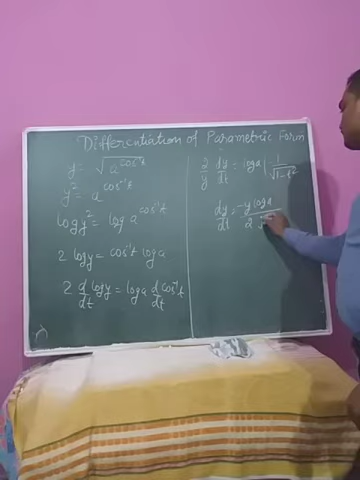 Differentiation of Parametric Form
y = √a^cos⁻¹t
y² = a^cos⁻¹t
log y² = log a^cos⁻¹t
2 log y = cos⁻¹t log a
2 d/dt log y = log a d/dt cos⁻¹t
2/y dy/dt = log a | -1/√1-t²
dy/dt = -y log a / 2 √